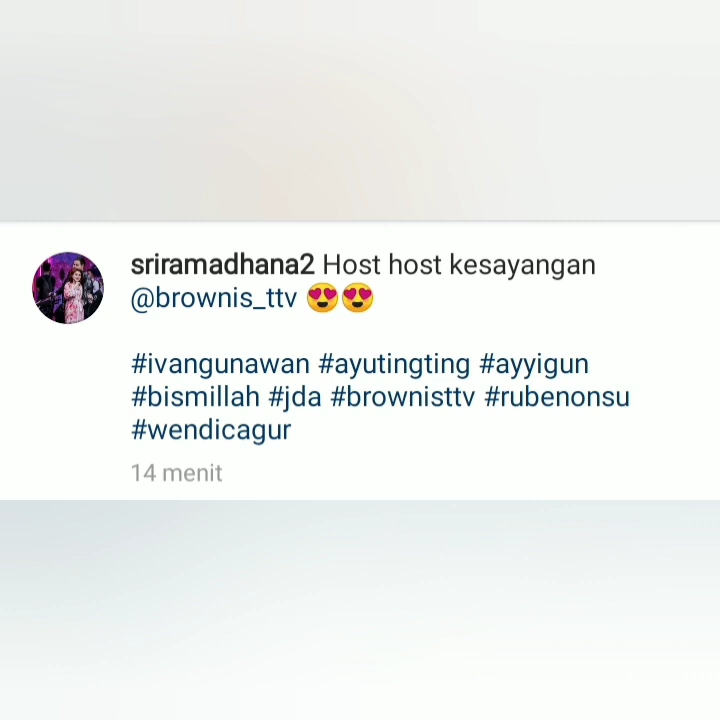 sriramadhana2 Host host kesayangan
@brownis_ttv 😍😍
#ivangunawan #ayutingting #ayyigun
#bismillah #jda #brownisttv #rubenonsu
#wendicagur
14 menit